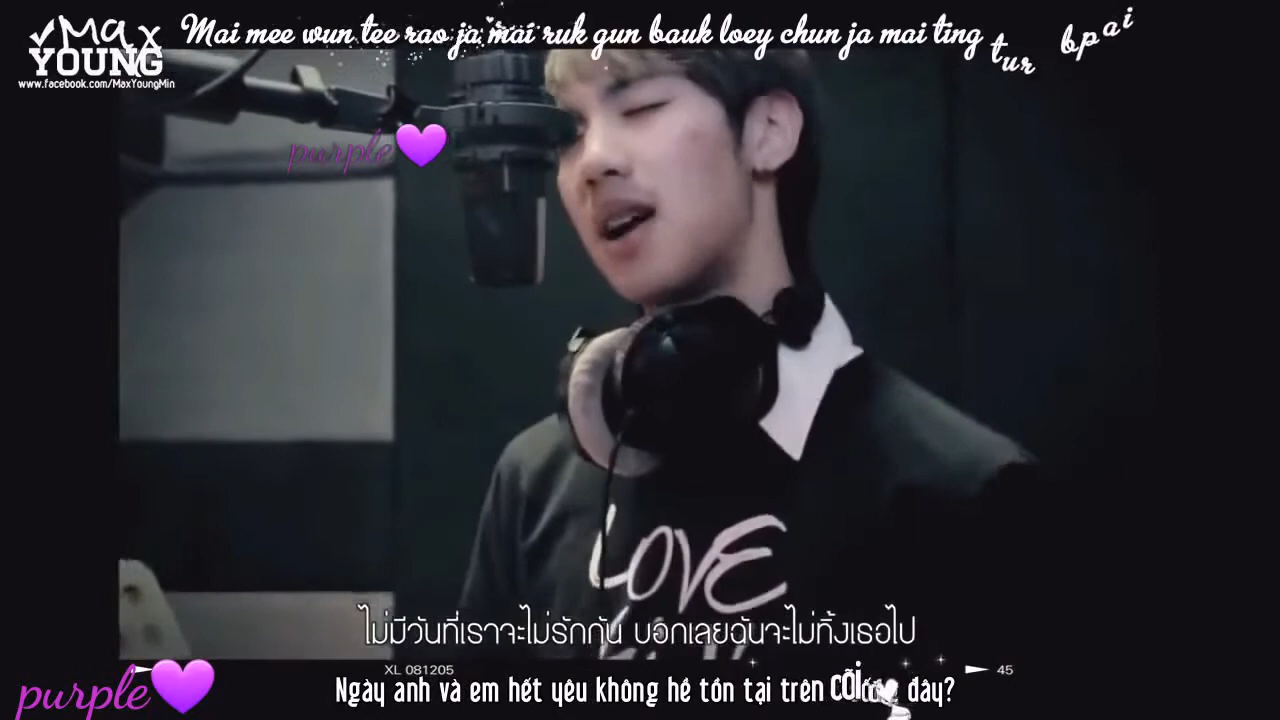 Max
YOUNG
www.facebook.com/MaxYoungMin
Mai mee wun tee rao ja mai ruk gun bauk loey chun ja mai ting tur bpai
purple
LOVE
ไม่มีวันที่เราจะไม่รักกัน บอกเลยฉันจะไม่ทิ้งเธอไป
XL 081205
45
purple
Ngày anh và em hết yêu không hề tồn tại trên cõi đây?